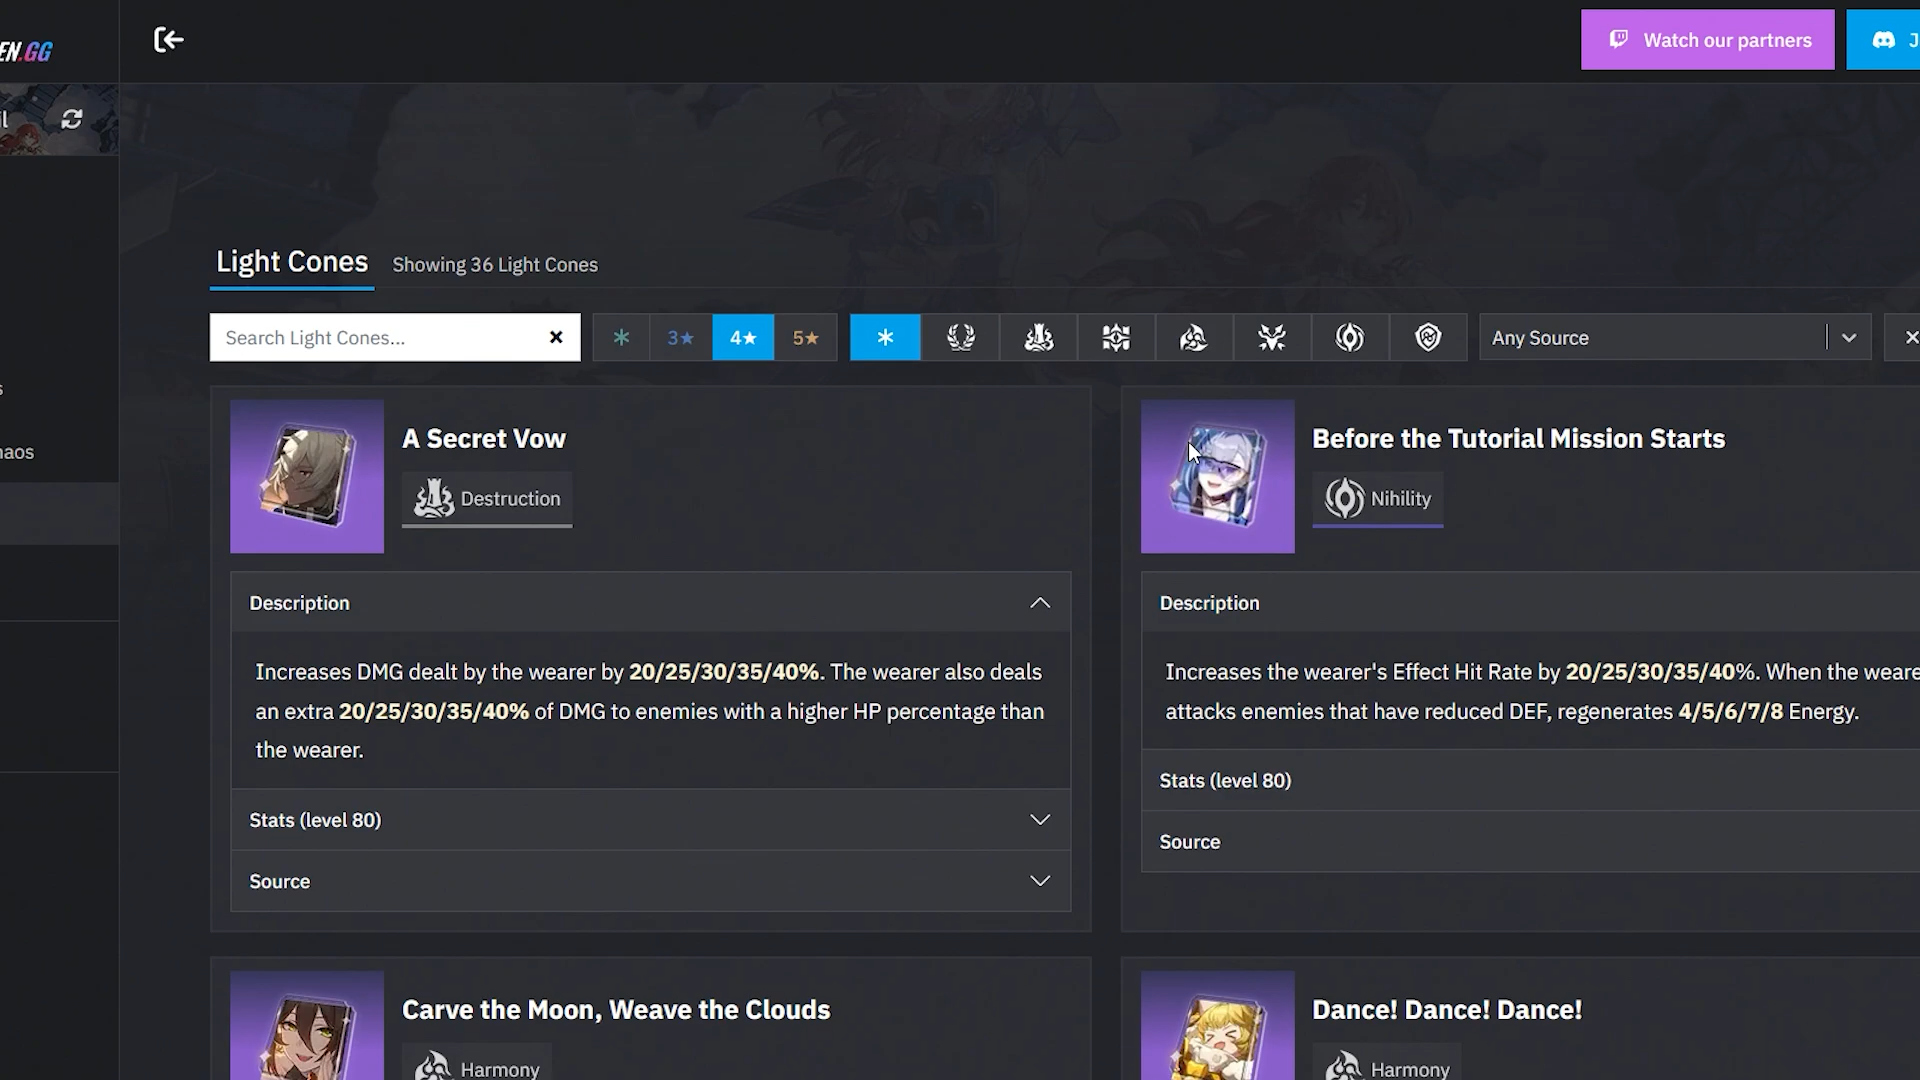 EN.GG
Watch our partners
J
il
s
haos
Light Cones
Showing 36 Light Cones
Search Light Cones...
3★
4★
5★
Any Source
A Secret Vow
Destruction
Description
Increases DMG dealt by the wearer by 20/25/30/35/40%. The wearer also deals
an extra 20/25/30/35/40% of DMG to enemies with a higher HP percentage than
the wearer.
Stats (level 80)
Source
Before the Tutorial Mission Starts
Nihility
Description
Increases the wearer's Effect Hit Rate by 20/25/30/35/40%. When the weare
attacks enemies that have reduced DEF, regenerates 4/5/6/7/8 Energy.
Stats (level 80)
Source
Carve the Moon, Weave the Clouds
Harmony
Dance! Dance! Dance!
Harmony